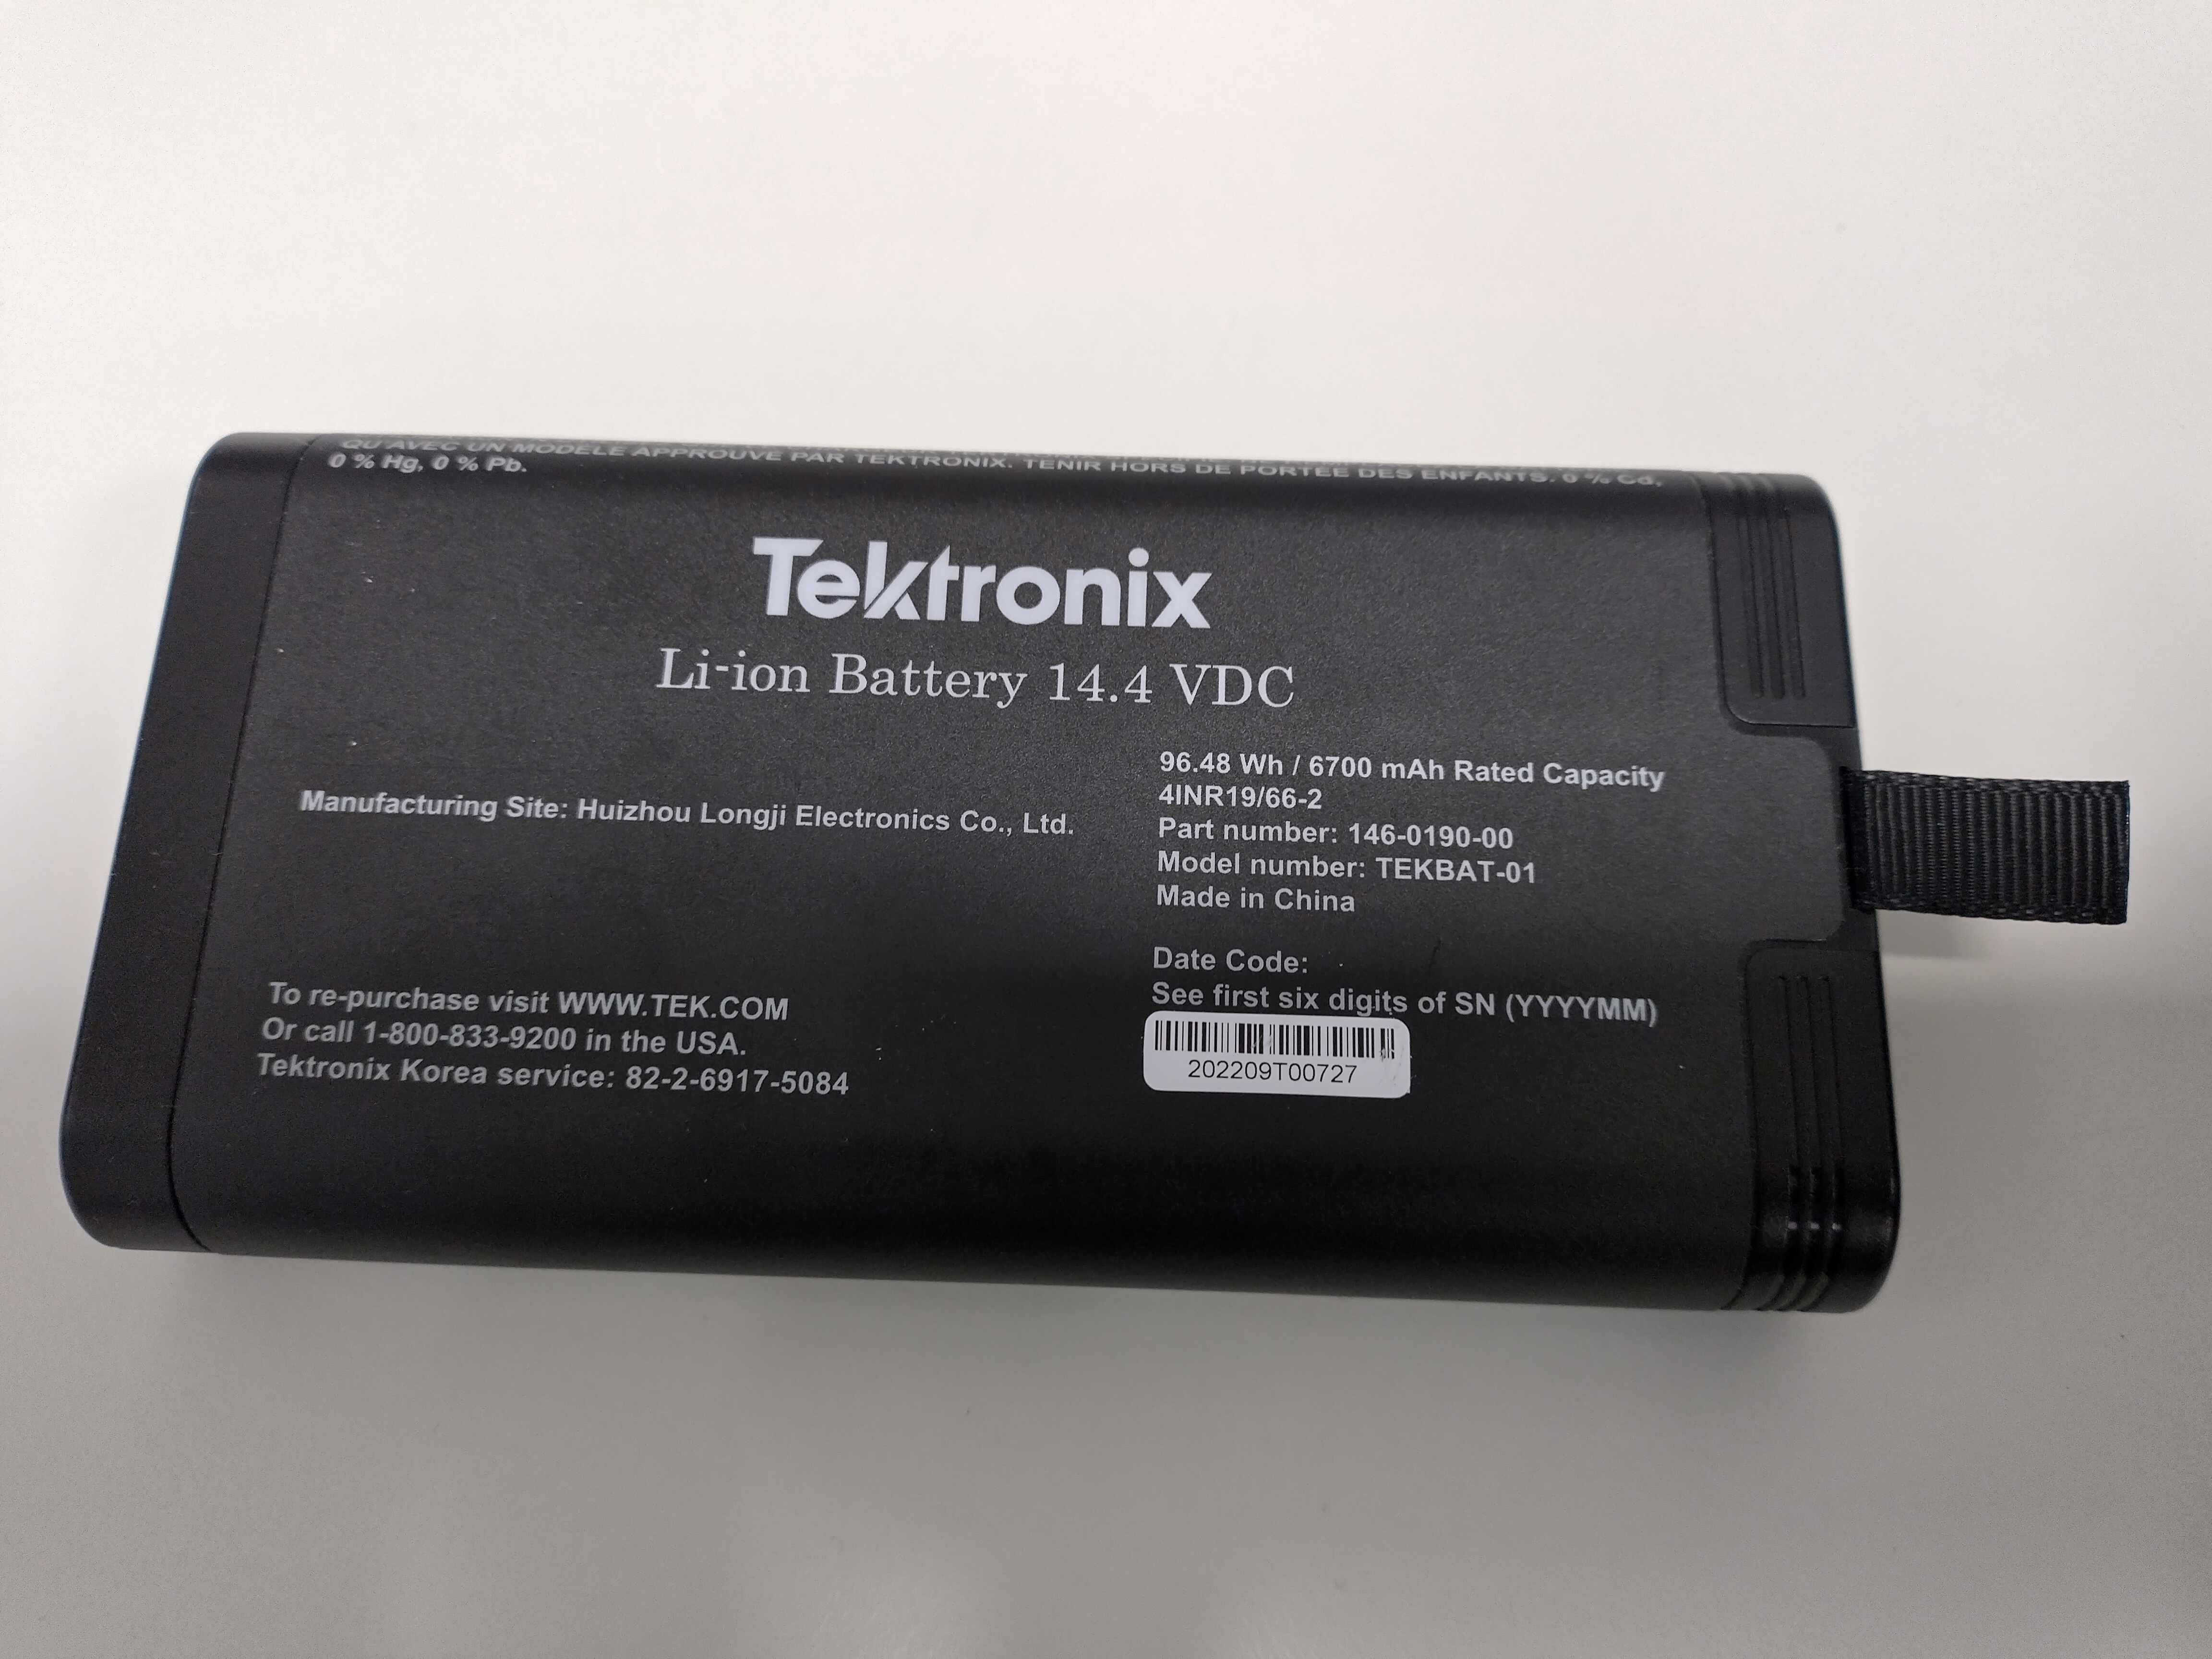 QU'AVEC UN MODÈLE APPROUVÉ PAR TEKTRONIX. TENIR HORS DE PORTÉE DES ENFANTS. 0 % Cd,
0 % Hg, 0 % Pb.
Tektronix
Li-ion Battery 14.4 VDC
96.48 Wh / 6700 mAh Rated Capacity
4INR19/66-2
Manufacturing Site: Huizhou Longji Electronics Co., Ltd.
Part number: 146-0190-00
Model number: TEKBAT-01
Made in China
Date Code:
See first six digits of SN (YYYYMM)
202209T00727
To re-purchase visit WWW.TEK.COM
Or call 1-800-833-9200 in the USA.
Tektronix Korea service: 82-2-6917-5084